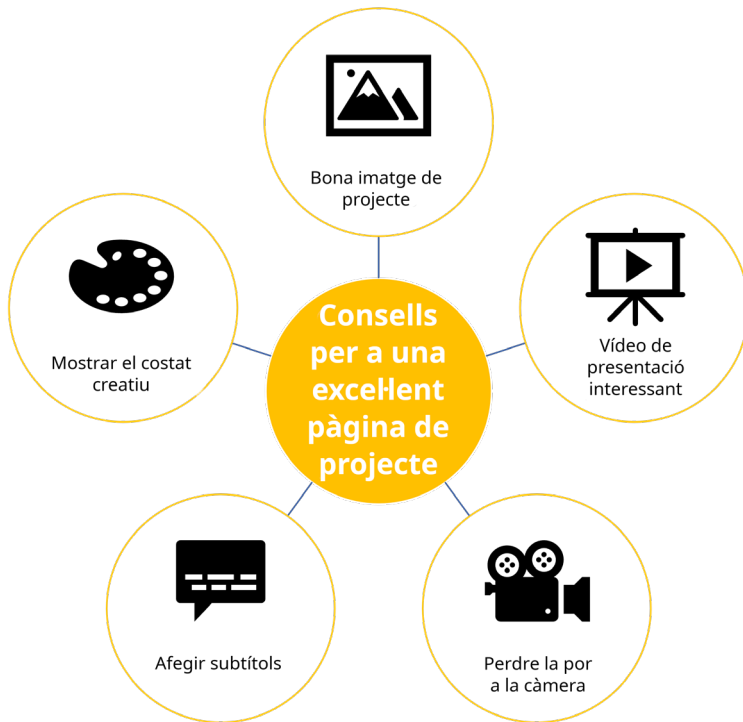 Bona imatge de
projecte
Vídeo de
presentació
interessant
Perdre la por
a la càmera
Afegir subtítols
Mostrar el costat
creatiu
Consells
per a una
excel·lent
pàgina de
projecte